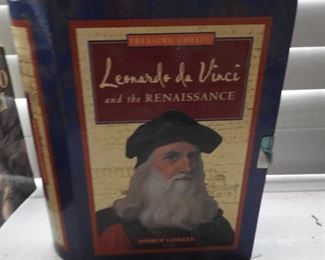 TREASURE CHESTS
Leonardo da Vinci
and the RENAISSANCE
ANDREW LANGLEY